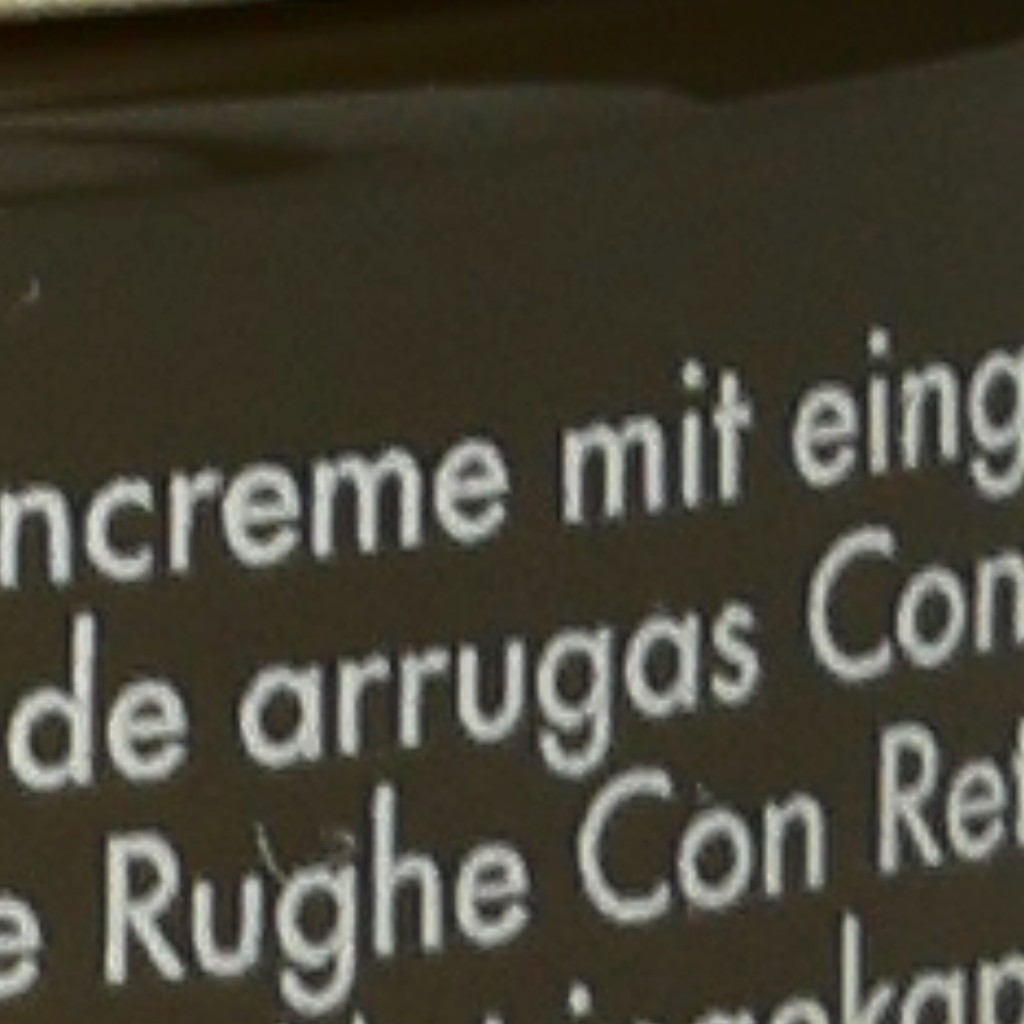 ncreme mit eing
de arrugas Con
e Rughe Con Ret